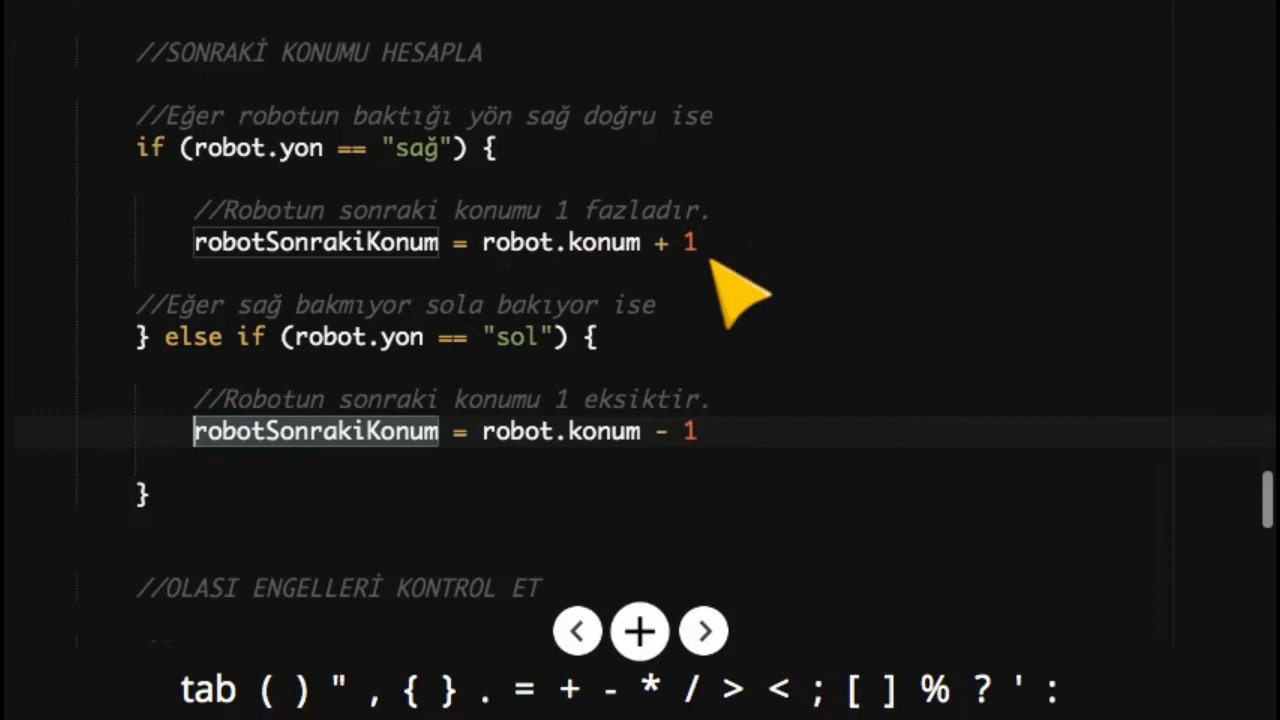 //SONRAKİ KONUMU HESAPLA
//Eğer robotun baktığı yön sağ doğru ise
if (robot.yon == "sağ") {
//Robotun sonraki konumu 1 fazladır.
robotSonrakiKonum = robot.konum + 1
//Eğer sağ bakmıyor sola bakıyor ise
} else if (robot.yon == "sol") {
//Robotun sonraki konumu 1 eksiktir.
robotSonrakiKonum = robot.konum - 1
}
//OLASI ENGELLERİ KONTROL ET
< + >
tab ( ) " , { } . = + - * / > < ; [ ] % ? ' :